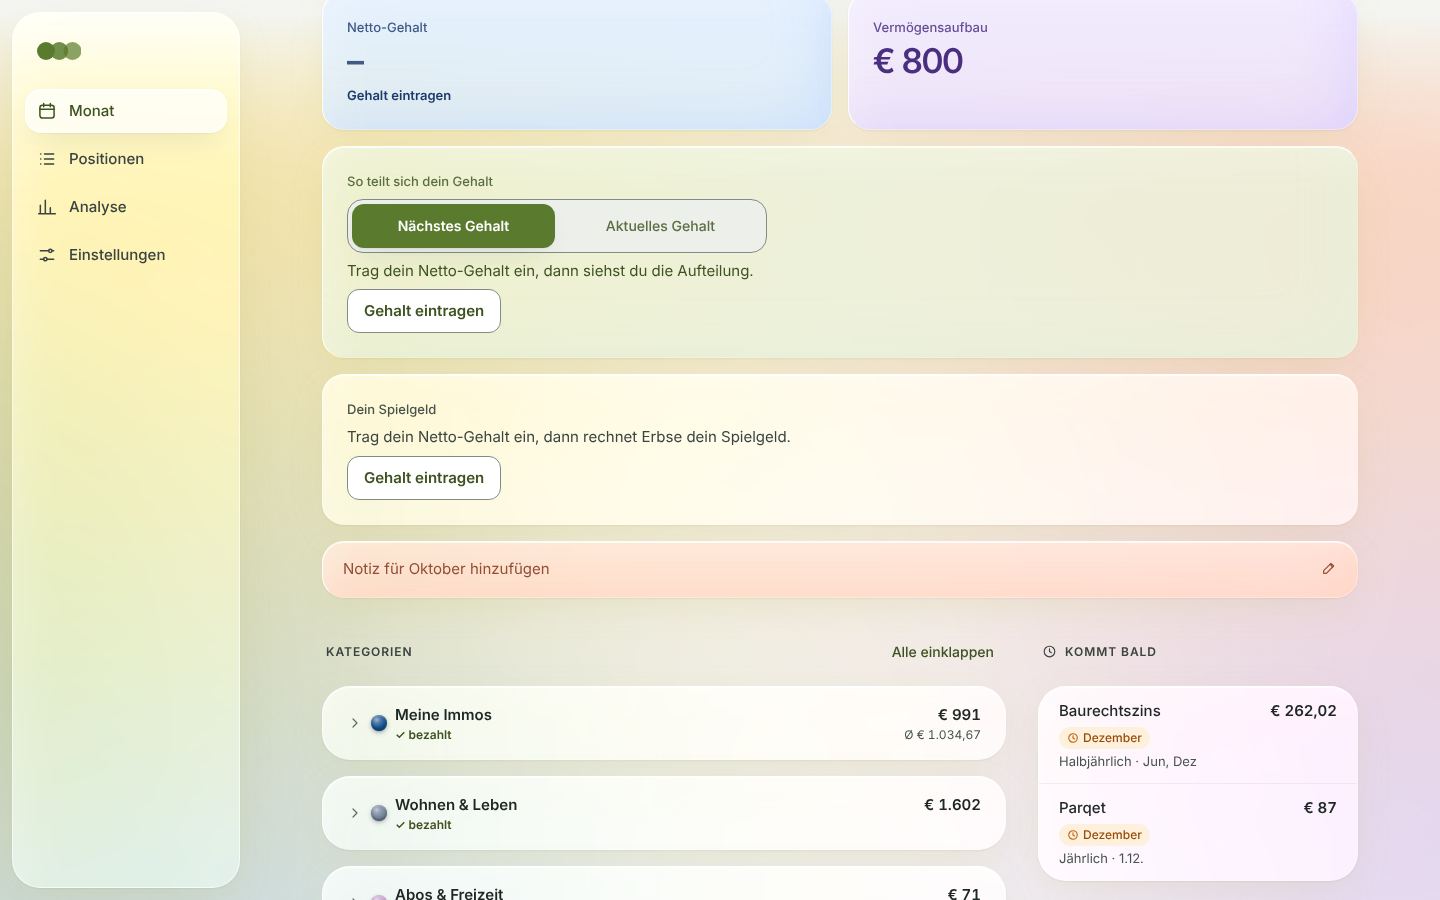 Monat
Positionen
Analyse
Einstellungen
Netto-Gehalt
–
Gehalt eintragen
Vermögensaufbau
€ 800
So teilt sich dein Gehalt
Nächstes Gehalt
Aktuelles Gehalt
Trag dein Netto-Gehalt ein, dann siehst du die Aufteilung.
Gehalt eintragen
Dein Spielgeld
Trag dein Netto-Gehalt ein, dann rechnet Erbse dein Spielgeld.
Gehalt eintragen
Notiz für Oktober hinzufügen
KATEGORIEN
Alle einklappen
Meine Immos
€ 991
✓ bezahlt
Ø € 1.034,67
Wohnen & Leben
€ 1.602
✓ bezahlt
Abos & Freizeit
€ 71
KOMMT BALD
Baurechtszins
€ 262,02
Dezember
Halbjährlich · Jun, Dez
Parqet
€ 87
Dezember
Jährlich · 1.12.